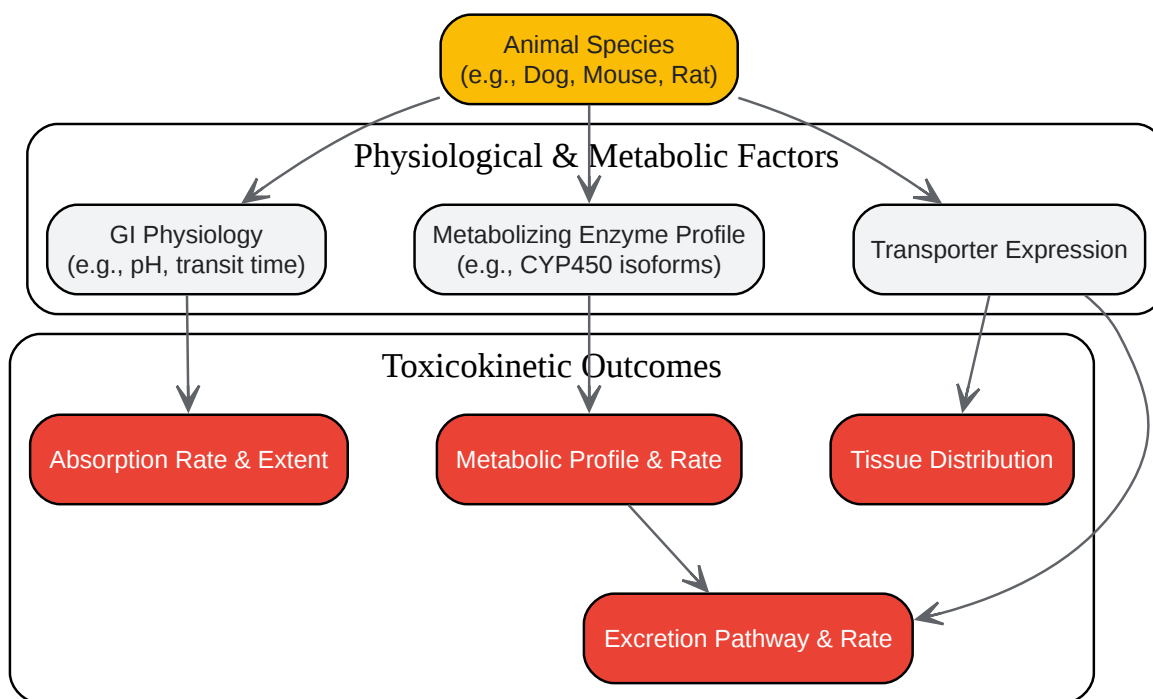 Animal Species
(e.g., Dog, Mouse, Rat)
Physiological & Metabolic Factors
GI Physiology
(e.g., pH, transit time)
Metabolizing Enzyme Profile
(e.g., CYP450 isoforms)
Transporter Expression
Toxicokinetic Outcomes
Absorption Rate & Extent
Metabolic Profile & Rate
Tissue Distribution
Excretion Pathway & Rate